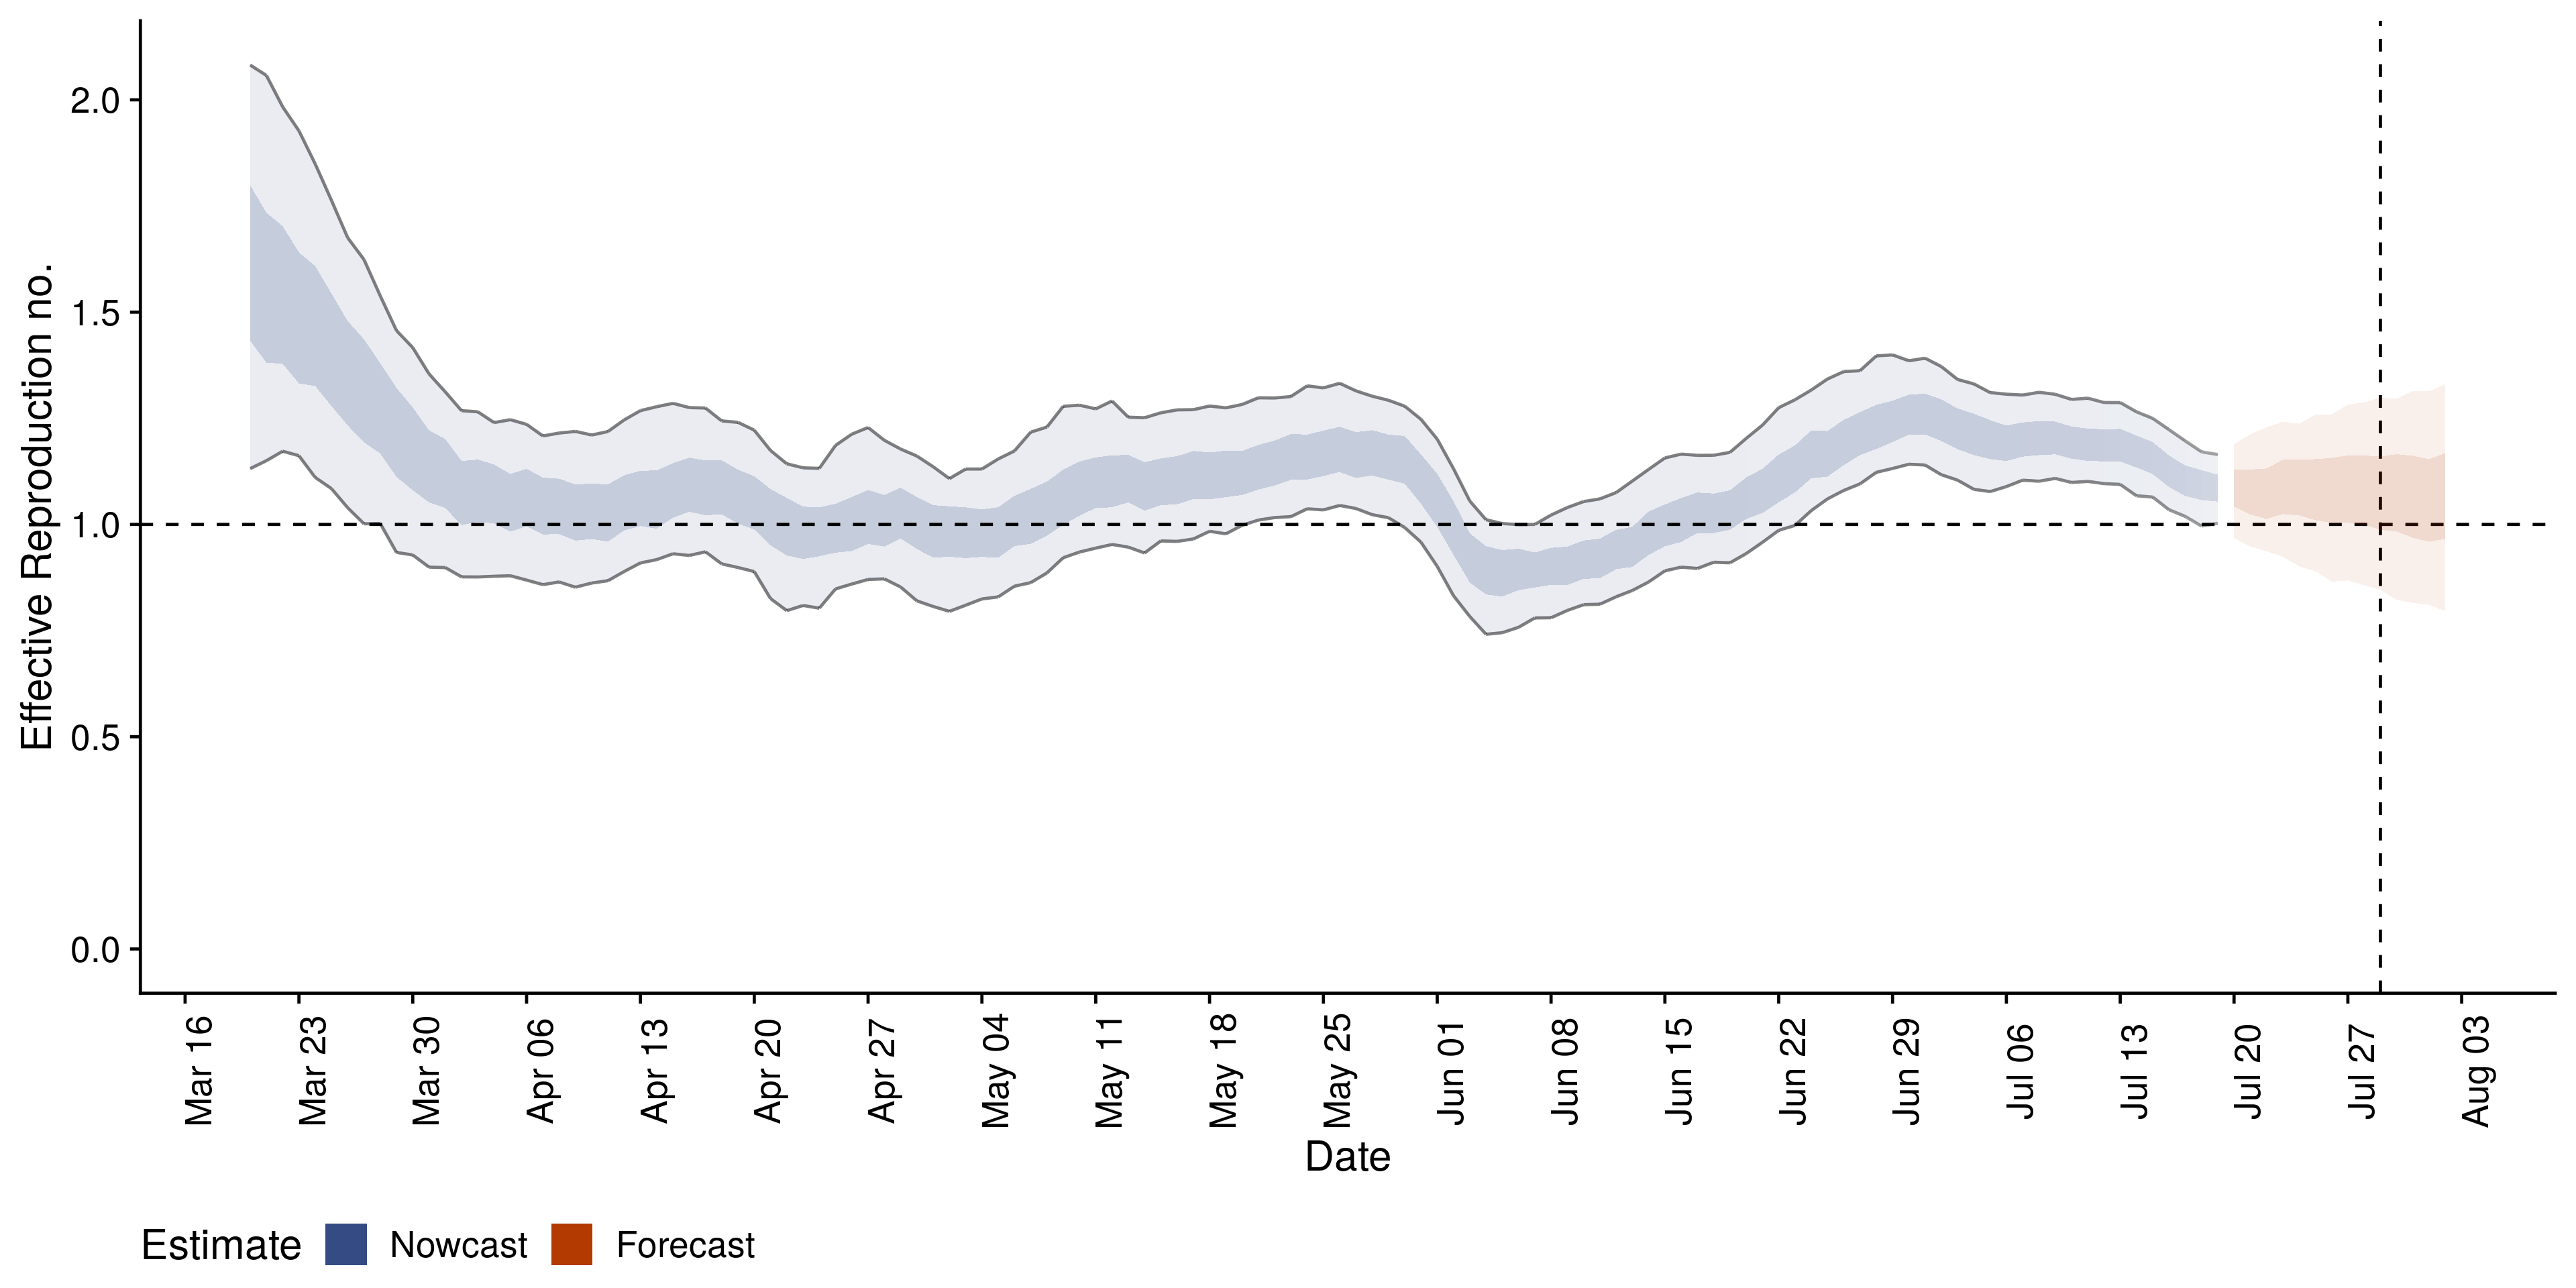 Effective Reproduction no.
2.0
1.5
1.0
0.5
0.0
Mar 16
Mar 23
Mar 30
Apr 06
Apr 13
Apr 20
Apr 27
May 04
May 11
May 18
May 25
Jun 01
Jun 08
Jun 15
Jun 22
Jun 29
Jul 06
Jul 13
Jul 20
Jul 27
Aug 03
Date
Estimate Nowcast Forecast